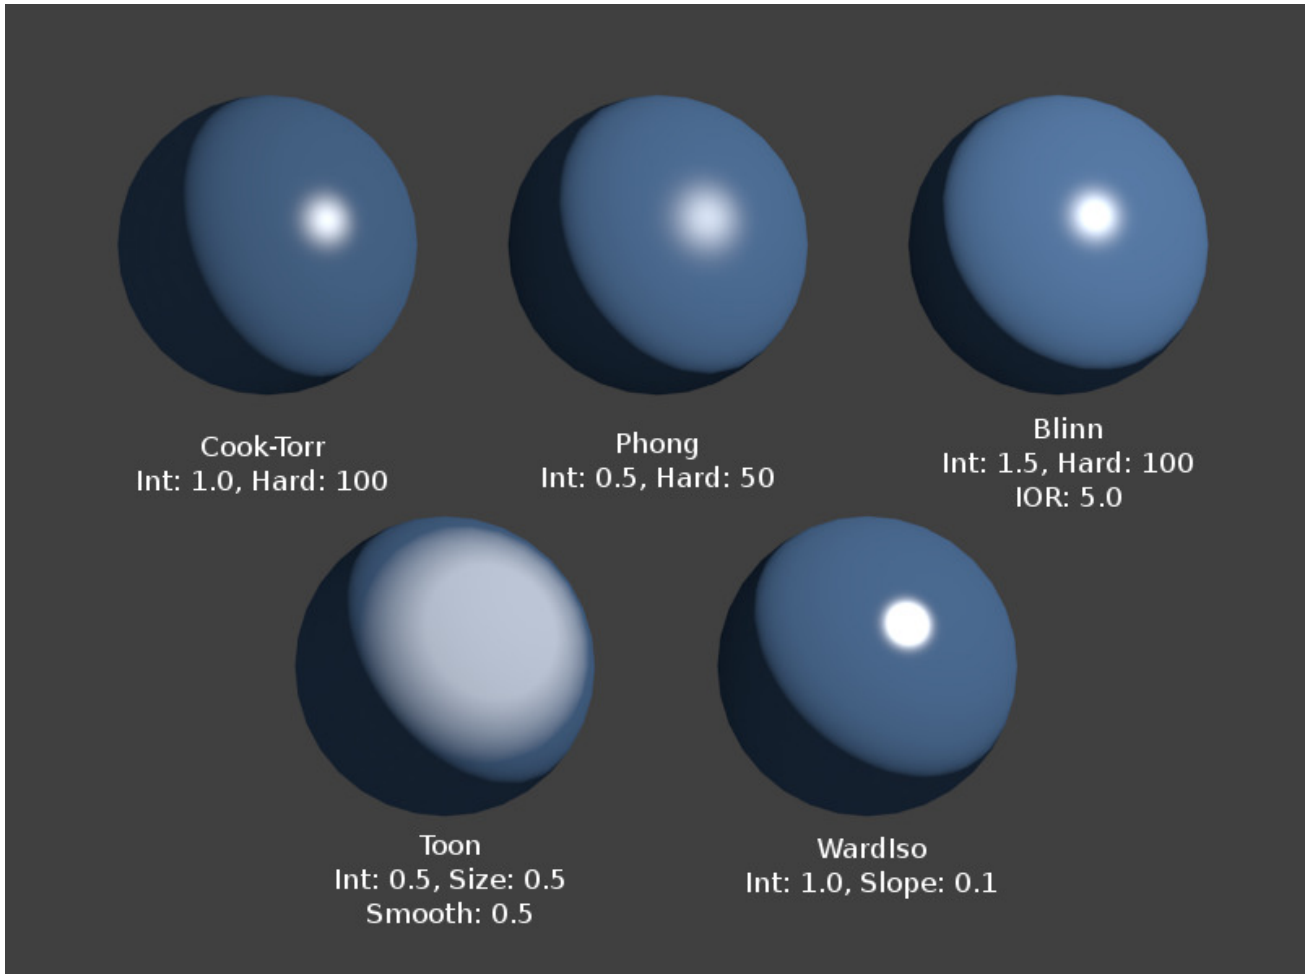 Cook-Torr
Int: 1.0, Hard: 100
Phong
Int: 0.5, Hard: 50
Blinn
Int: 1.5, Hard: 100
IOR: 5.0
Toon
Int: 0.5, Size: 0.5
Smooth: 0.5
WardIso
Int: 1.0, Slope: 0.1